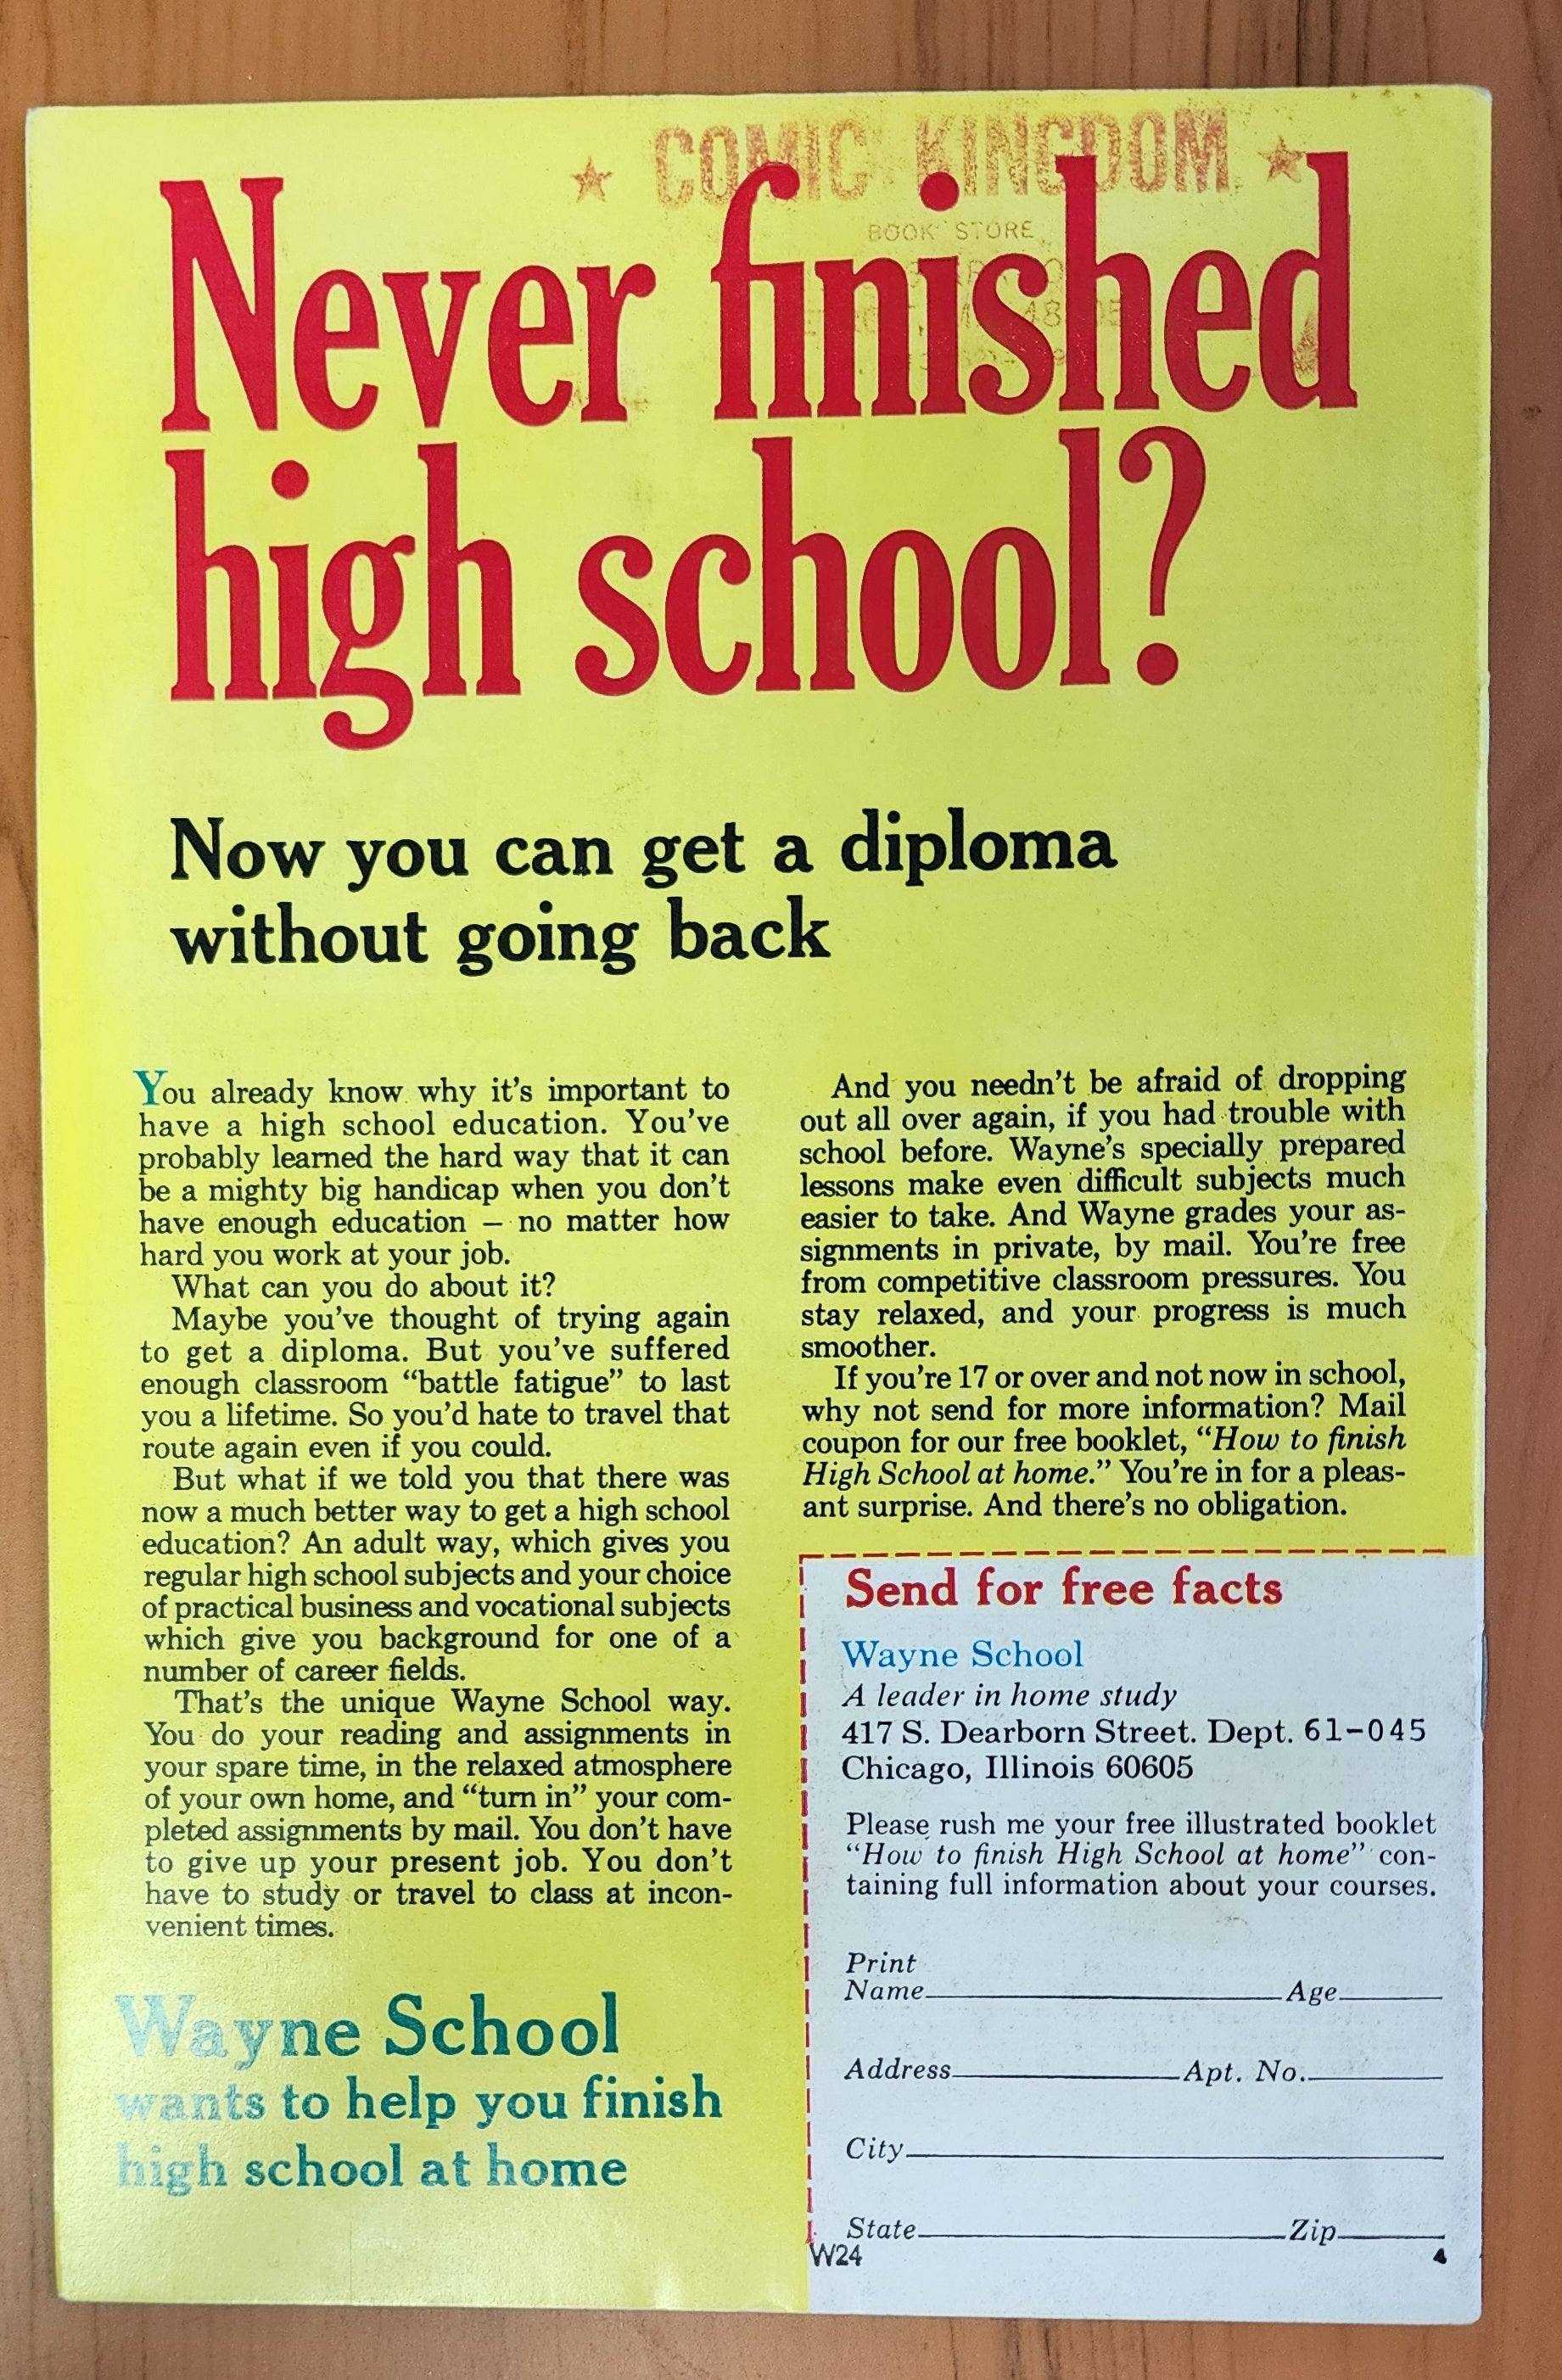 ★ COMIC KINGDOM ★
BOOK STORE
Never finished
high school?
Now you can get a diploma
without going back
You already know why it's important to
have a high school education. You've
probably learned the hard way that it can
be a mighty big handicap when you don't
have enough education – no matter how
hard you work at your job.
What can you do about it?
Maybe you've thought of trying again
to get a diploma. But you've suffered
enough classroom “battle fatigue” to last
you a lifetime. So you'd hate to travel that
route again even if you could.
But what if we told you that there was
now a much better way to get a high school
education? An adult way, which gives you
regular high school subjects and your choice
of practical business and vocational subjects
which give you background for one of a
number of career fields.
That's the unique Wayne School way.
You do your reading and assignments in
your spare time, in the relaxed atmosphere
of your own home, and “turn in” your com-
pleted assignments by mail. You don't have
to give up your present job. You don't
have to study or travel to class at incon-
venient times.
Wayne School
wants to help you finish
high school at home
And you needn't be afraid of dropping
out all over again, if you had trouble with
school before. Wayne's specially prepared
lessons make even difficult subjects much
easier to take. And Wayne grades your as-
signments in private, by mail. You're free
from competitive classroom pressures. You
stay relaxed, and your progress is much
smoother.
If you're 17 or over and not now in school,
why not send for more information? Mail
coupon for our free booklet, “How to finish
High School at home.” You're in for a pleas-
ant surprise. And there's no obligation.
Send for free facts
Wayne School
A leader in home study
417 S. Dearborn Street. Dept. 61-045
Chicago, Illinois 60605
Please rush me your free illustrated booklet
“How to finish High School at home” con-
taining full information about your courses.
Print
Name Age
Address Apt. No.
City
State Zip
W24 4